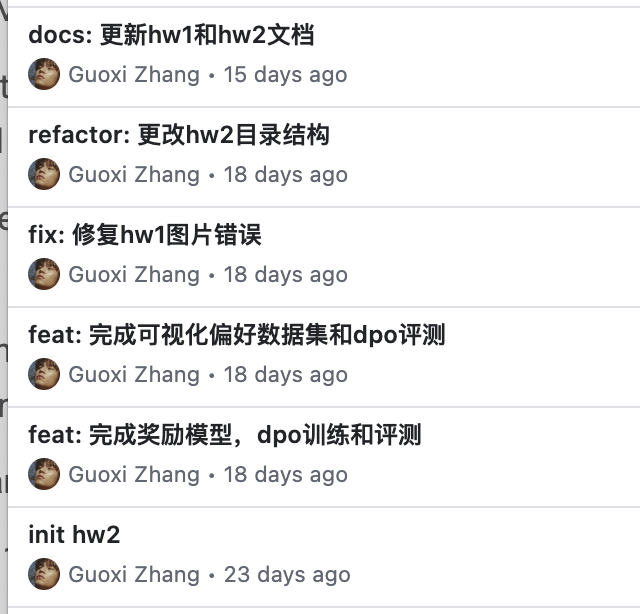 docs: 更新hw1和hw2文档
Guoxi Zhang • 15 days ago
refactor: 更改hw2目录结构
Guoxi Zhang • 18 days ago
fix: 修复hw1图片错误
Guoxi Zhang • 18 days ago
feat: 完成可视化偏好数据集和dpo评测
Guoxi Zhang • 18 days ago
feat: 完成奖励模型，dpo训练和评测
Guoxi Zhang • 18 days ago
init hw2
Guoxi Zhang • 23 days ago